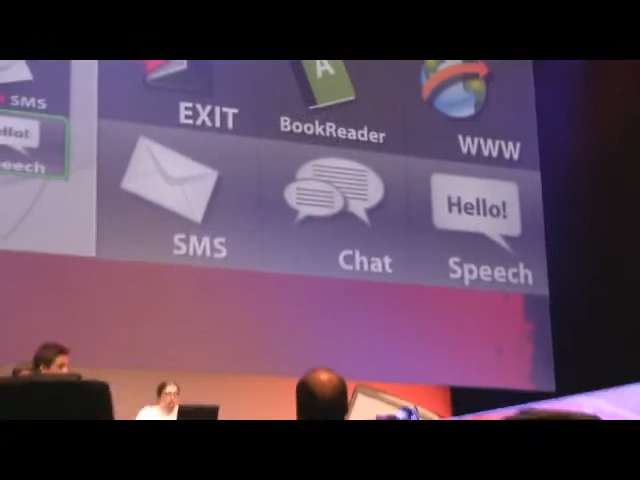 A
SMS
EXIT
BookReader
WWW
Hello!
SMS
Chat
Speech